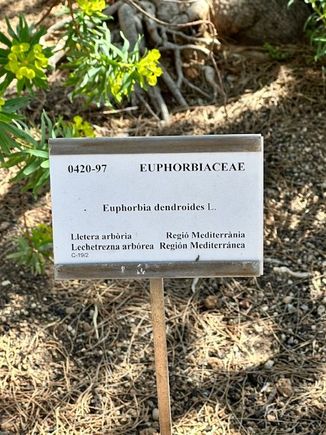 0420-97 EUPHORBIACEAE
Euphorbia dendroides L.
Lletera arbòria Regió Mediterrània
Lechetrezna arbórea Región Mediterránea
C-19/2